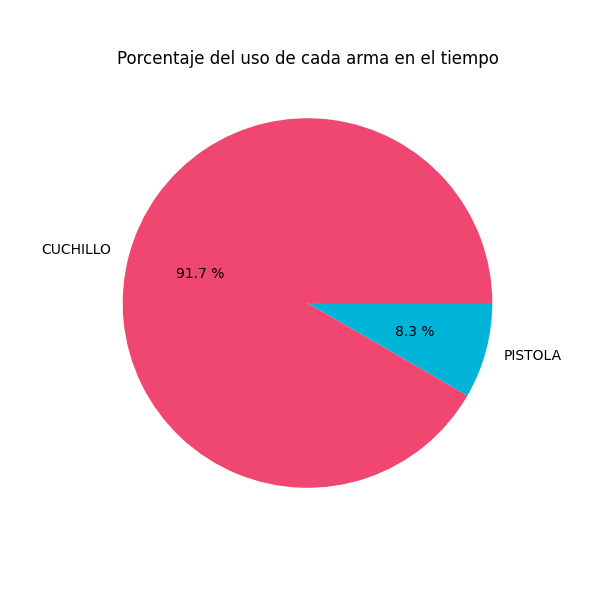 Porcentaje del uso de cada arma en el tiempo
CUCHILLO
91.7 %
8.3 %
PISTOLA